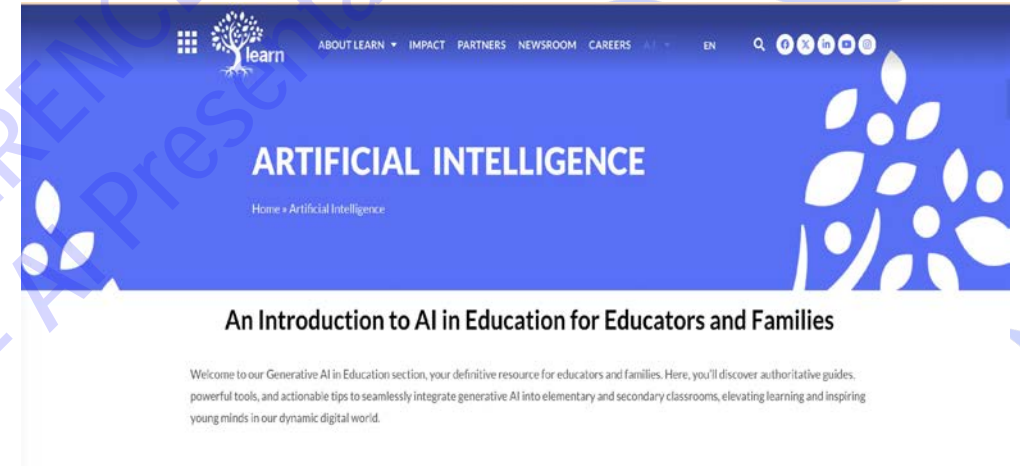 learn
ABOUT LEARN IMPACT PARTNERS NEWSROOM CAREERS A.I. EN
ARTIFICIAL INTELLIGENCE
Home » Artificial Intelligence
An Introduction to AI in Education for Educators and Families
Welcome to our Generative AI in Education section, your definitive resource for educators and families. Here, you'll discover authoritative guides,
powerful tools, and actionable tips to seamlessly integrate generative AI into elementary and secondary classrooms, elevating learning and inspiring
young minds in our dynamic digital world.